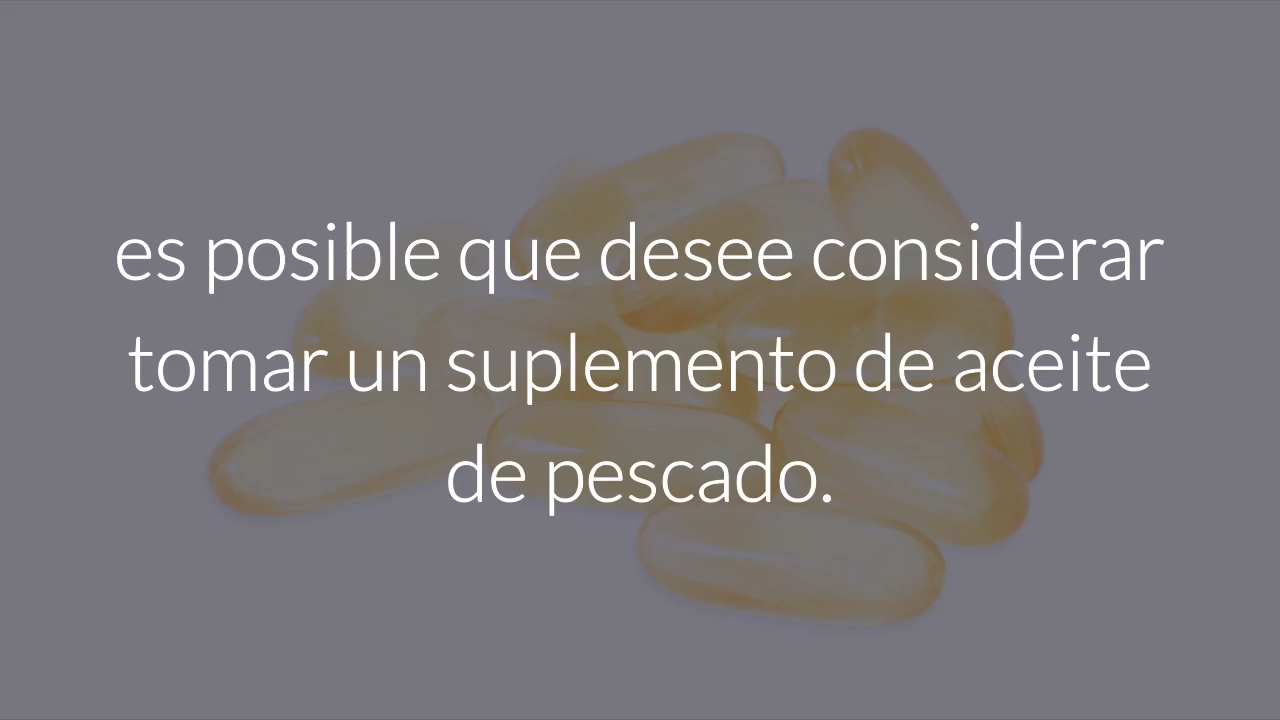 es posible que desee considerar
tomar un suplemento de aceite
de pescado.